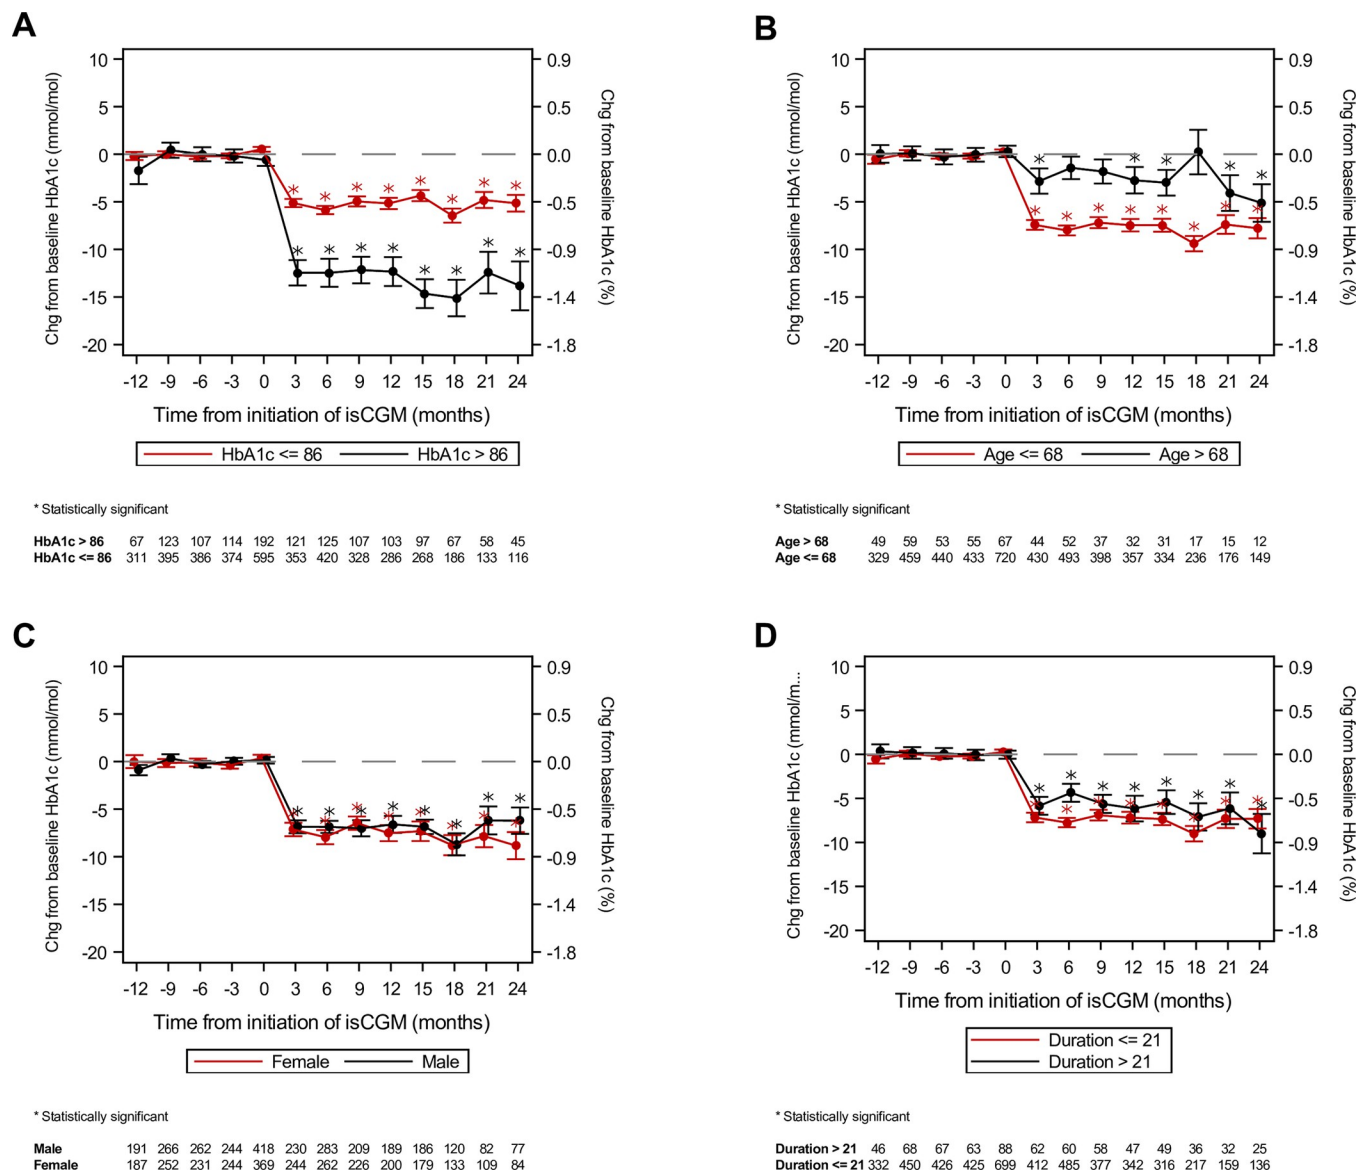 A
Chg from baseline HbA1c (mmol/mol)
10
5
0
-5
-10
-15
-20
0.9
0.5
0.0
-0.5
-0.9
-1.4
-1.8
Chg from baseline HbA1c (%)
-12 -9 -6 -3 0 3 6 9 12 15 18 21 24
Time from initiation of isCGM (months)
HbA1c <= 86 HbA1c > 86
* Statistically significant
HbA1c > 86 67 123 107 114 192 121 125 107 103 97 67 58 45
HbA1c <= 86 311 395 386 374 595 353 420 328 286 268 186 133 116
B
Chg from baseline HbA1c (mmol/mol)
10
5
0
-5
-10
-15
-20
0.9
0.5
0.0
-0.5
-0.9
-1.4
-1.8
Chg from baseline HbA1c (%)
-12 -9 -6 -3 0 3 6 9 12 15 18 21 24
Time from initiation of isCGM (months)
Age <= 68 Age > 68
* Statistically significant
Age > 68 49 59 53 55 67 44 52 37 32 31 17 15 12
Age <= 68 329 459 440 433 720 430 493 398 357 334 236 176 149
C
Chg from baseline HbA1c (mmol/mol)
10
5
0
-5
-10
-15
-20
0.9
0.5
0.0
-0.5
-0.9
-1.4
-1.8
Chg from baseline HbA1c (%)
-12 -9 -6 -3 0 3 6 9 12 15 18 21 24
Time from initiation of isCGM (months)
Female Male
* Statistically significant
Male 191 266 262 244 418 230 283 209 189 186 120 82 77
Female 187 252 231 244 369 244 262 226 200 179 133 109 84
D
Chg from baseline HbA1c (mmol/m...
10
5
0
-5
-10
-15
-20
0.9
0.5
0.0
-0.5
-0.9
-1.4
-1.8
Chg from baseline HbA1c (%)
-12 -9 -6 -3 0 3 6 9 12 15 18 21 24
Time from initiation of isCGM (months)
Duration <= 21
Duration > 21
* Statistically significant
Duration > 21 46 68 67 63 88 62 60 58 47 49 36 32 25
Duration <= 21 332 450 426 425 699 412 485 377 342 316 217 159 136